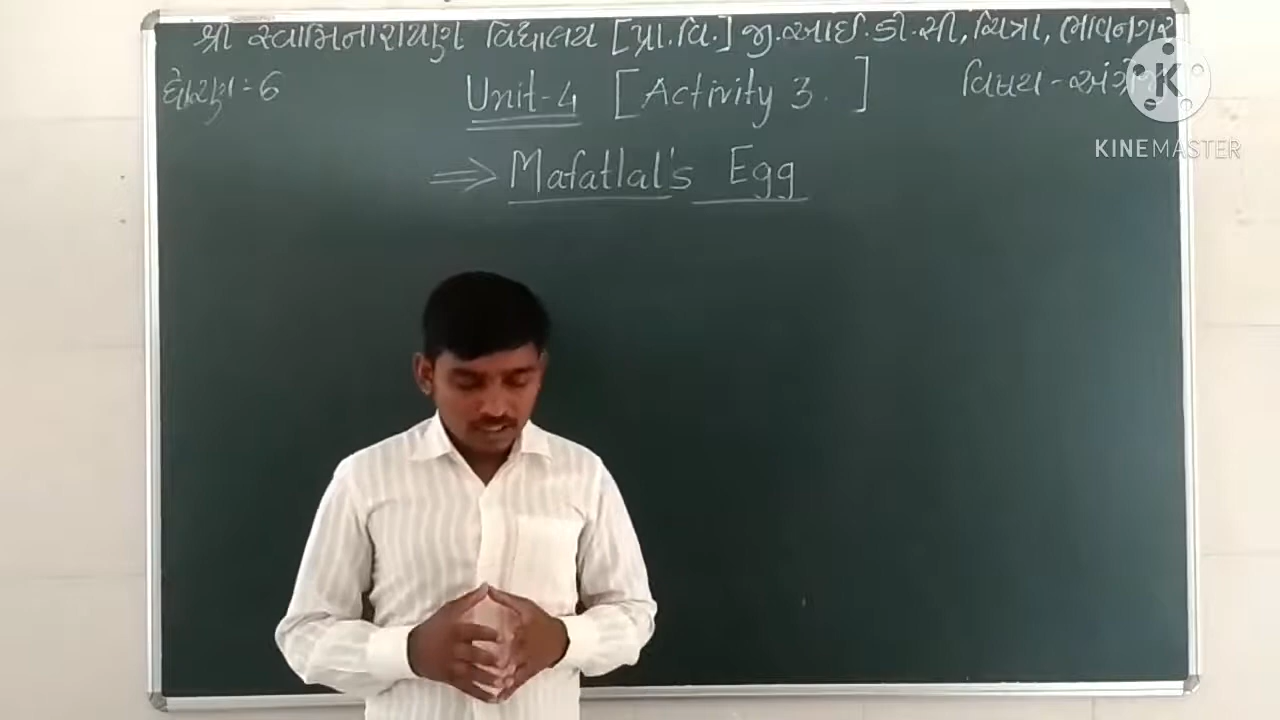 શ્રી સ્વામિનારાયણ વિદ્યાલય [પ્રા.વિ.] જી.આઈ.ડી.સી, ચિત્રા, ભાવનગર
ધોરણ:- 6 Unit-4 [Activity 3.] વિષય - અંગ્રેજી
⇒ Mafatlal's Egg
K
KINEMASTER